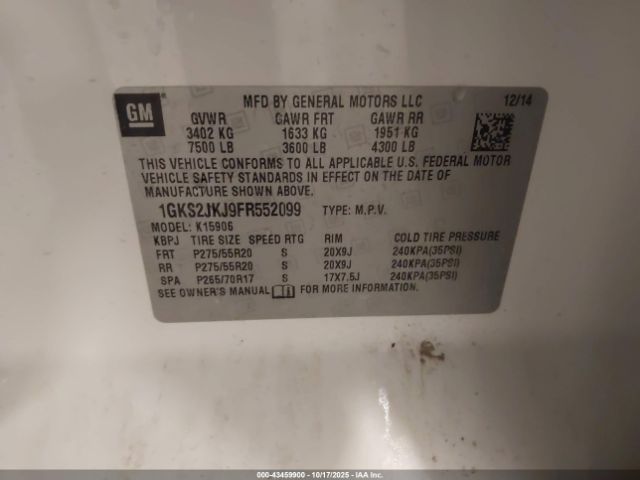 GM
MFD BY GENERAL MOTORS LLC 12/14
GVWR GAWR FRT GAWR RR
3402 KG 1633 KG 1951 KG
7500 LB 3600 LB 4300 LB
THIS VEHICLE CONFORMS TO ALL APPLICABLE U.S. FEDERAL MOTOR
VEHICLE SAFETY STANDARDS IN EFFECT ON THE DATE OF
MANUFACTURE SHOWN ABOVE.
1GKS2JKJ9FR552099 TYPE: M.P.V.
MODEL: K15906
KBPJ TIRE SIZE SPEED RTG RIM COLD TIRE PRESSURE
FRT P275/55R20 S 20X9J 240KPA(35PSI)
RR P275/55R20 S 20X9J 240KPA(35PSI)
SPA P265/70R17 S 17X7.5J 240KPA(35PSI)
SEE OWNER'S MANUAL FOR MORE INFORMATION.
000-43459900 - 10/17/2025 - IAAI.COM